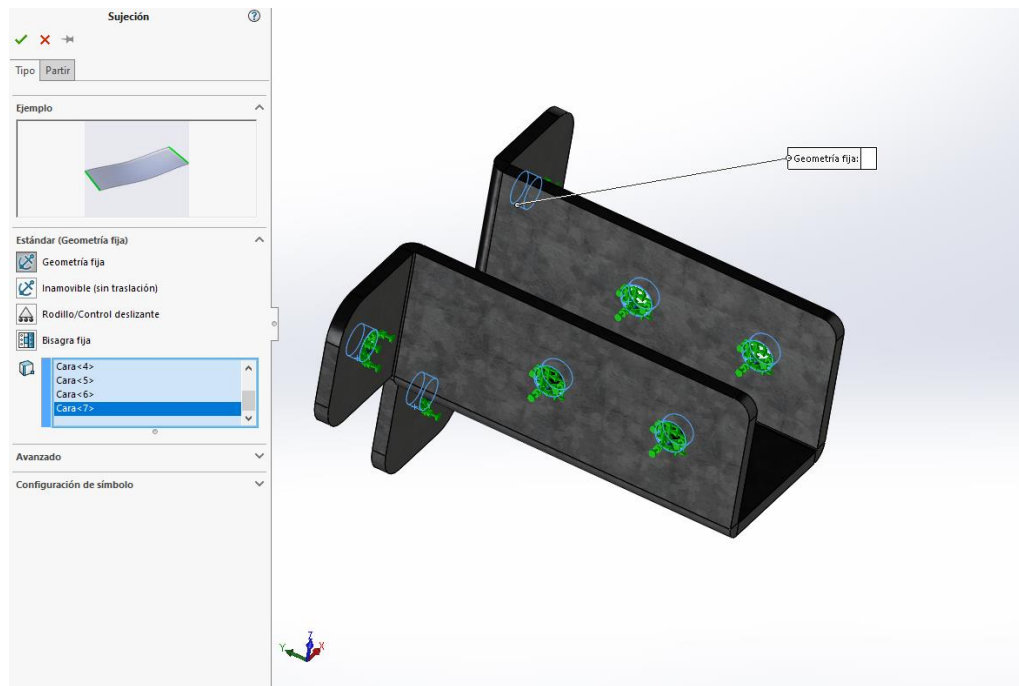 Sujeción
Tipo Partir
Ejemplo
Estándar (Geometría fija)
Geometría fija
Inamovible (sin traslación)
Rodillo/Control deslizante
Bisagra fija
Cara<4>
Cara<5>
Cara<6>
Cara<7>
Avanzado
Configuración de símbolo
Geometría fija:
Z
Y X